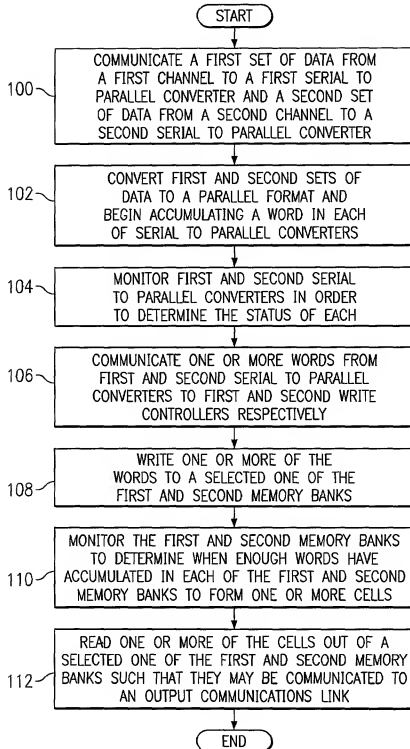 START
100
COMMUNICATE A FIRST SET OF DATA FROM
A FIRST CHANNEL TO A FIRST SERIAL TO
PARALLEL CONVERTER AND A SECOND SET
OF DATA FROM A SECOND CHANNEL TO A
SECOND SERIAL TO PARALLEL CONVERTER
102
CONVERT FIRST AND SECOND SETS OF
DATA TO A PARALLEL FORMAT AND
BEGIN ACCUMULATING A WORD IN EACH
OF SERIAL TO PARALLEL CONVERTERS
104
MONITOR FIRST AND SECOND SERIAL
TO PARALLEL CONVERTERS IN ORDER
TO DETERMINE THE STATUS OF EACH
106
COMMUNICATE ONE OR MORE WORDS FROM
FIRST AND SECOND SERIAL TO PARALLEL
CONVERTERS TO FIRST AND SECOND WRITE
CONTROLLERS RESPECTIVELY
108
WRITE ONE OR MORE OF THE
WORDS TO A SELECTED ONE OF THE
FIRST AND SECOND MEMORY BANKS
110
MONITOR THE FIRST AND SECOND MEMORY BANKS
TO DETERMINE WHEN ENOUGH WORDS HAVE
ACCUMULATED IN EACH OF THE FIRST AND SECOND
MEMORY BANKS TO FORM ONE OR MORE CELLS
112
READ ONE OR MORE OF THE CELLS OUT OF A
SELECTED ONE OF THE FIRST AND SECOND MEMORY
BANKS SUCH THAT THEY MAY BE COMMUNICATED TO
AN OUTPUT COMMUNICATIONS LINK
END